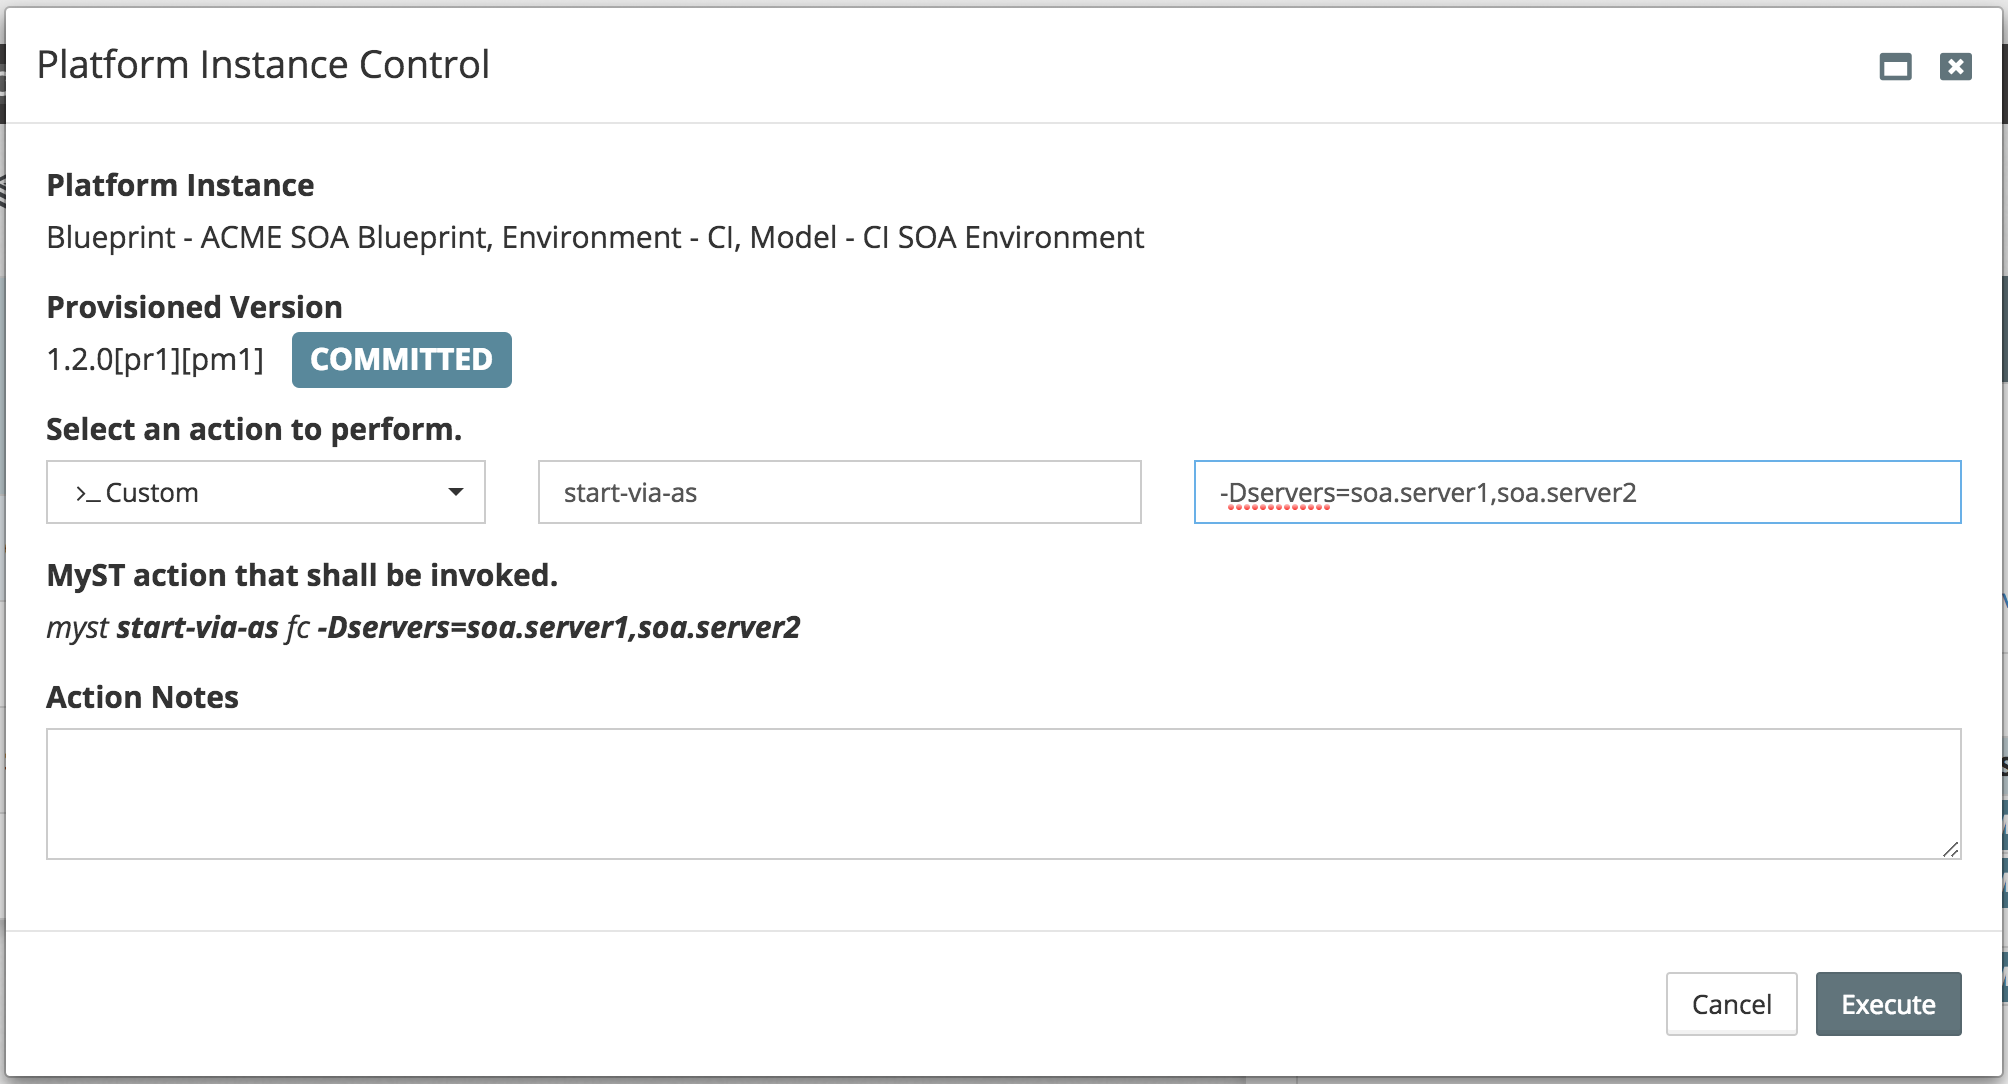 Platform Instance Control
Platform Instance
Blueprint - ACME SOA Blueprint, Environment - CI, Model - CI SOA Environment
Provisioned Version
1.2.0[pr1][pm1] COMMITTED
Select an action to perform.
>_ Custom start-via-as -Dservers=soa.server1,soa.server2
MyST action that shall be invoked.
myst start-via-as fc -Dservers=soa.server1,soa.server2
Action Notes
Cancel Execute